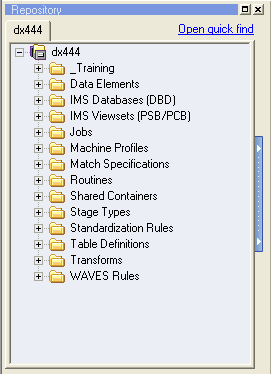 Repository
dx444
Open quick find
dx444
_Training
Data Elements
IMS Databases (DBD)
IMS Viewsets (PSB/PCB)
Jobs
Machine Profiles
Match Specifications
Routines
Shared Containers
Stage Types
Standardization Rules
Table Definitions
Transforms
WAVES Rules